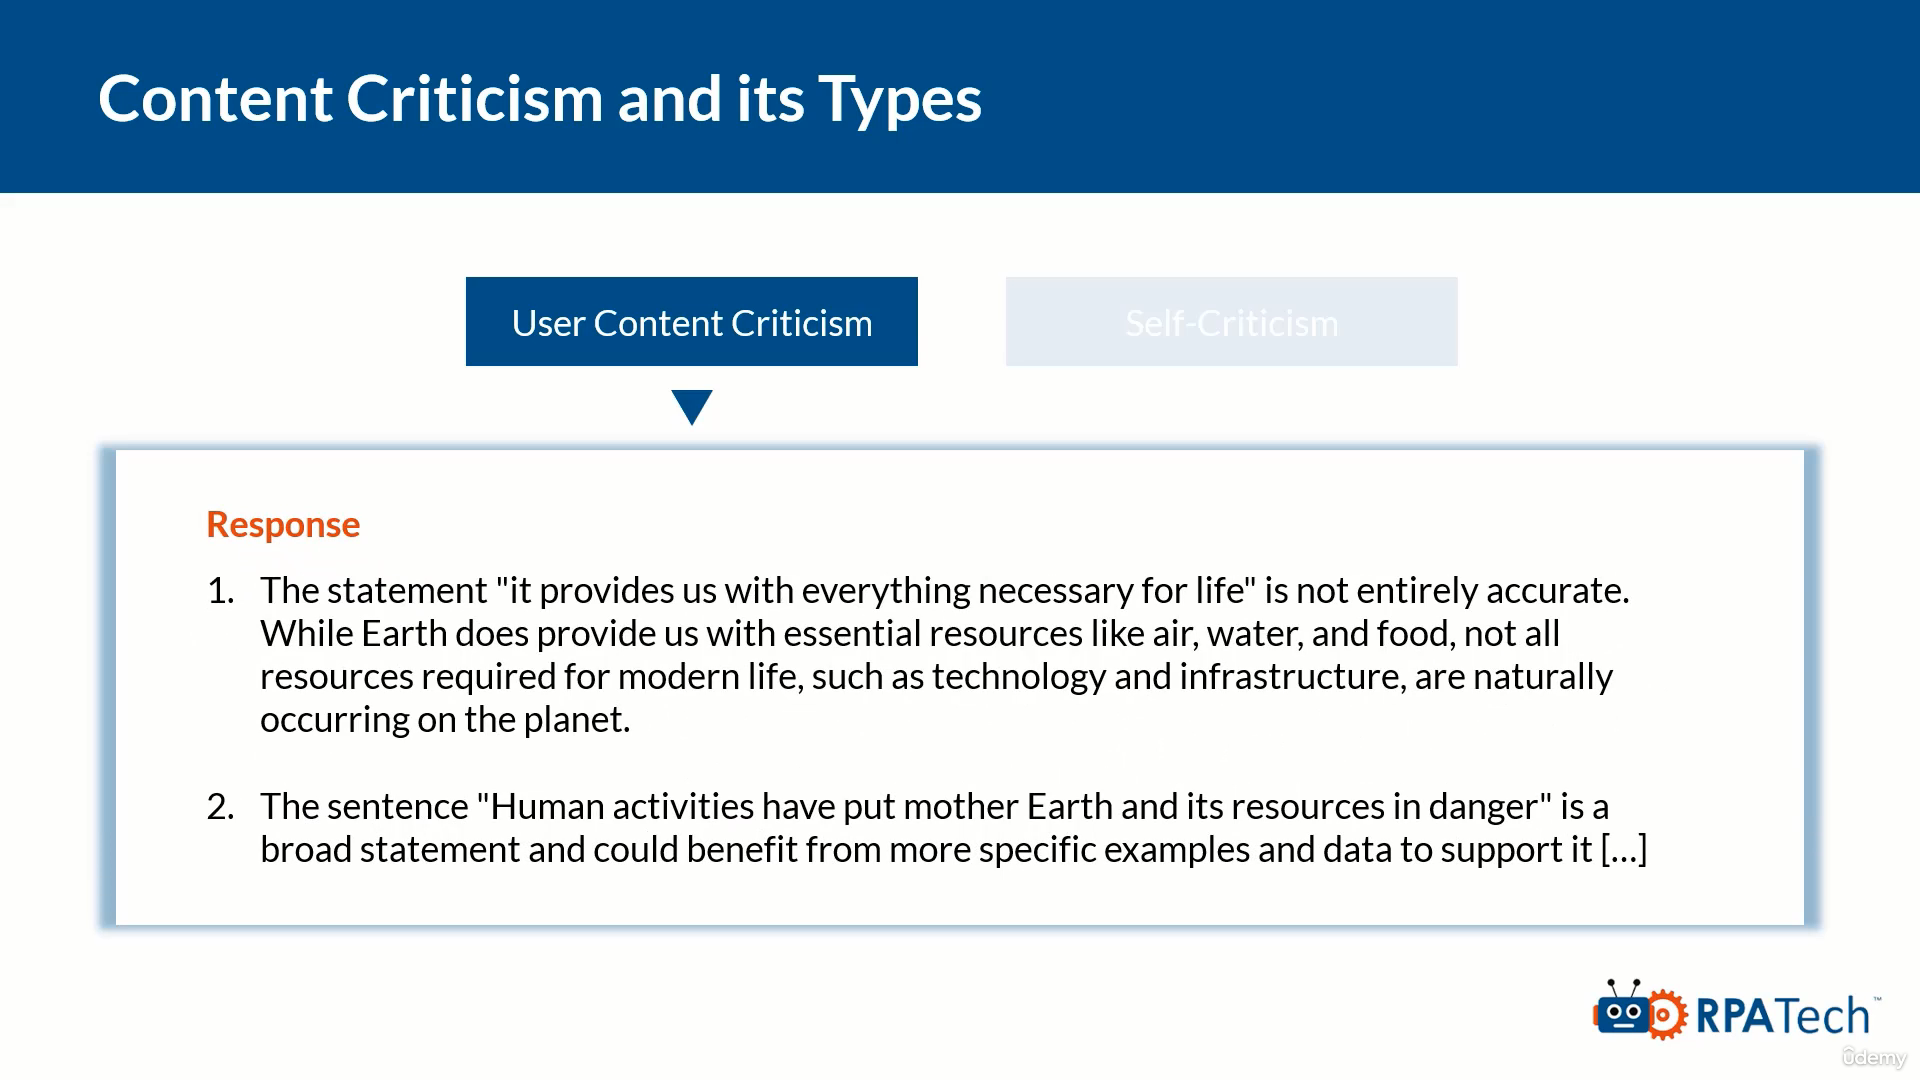 Content Criticism and its Types
User Content Criticism
Self-Criticism
Response
1. The statement "it provides us with everything necessary for life" is not entirely accurate.
While Earth does provide us with essential resources like air, water, and food, not all
resources required for modern life, such as technology and infrastructure, are naturally
occurring on the planet.
2. The sentence "Human activities have put mother Earth and its resources in danger" is a
broad statement and could benefit from more specific examples and data to support it [...]
RPATech™
ûdemy